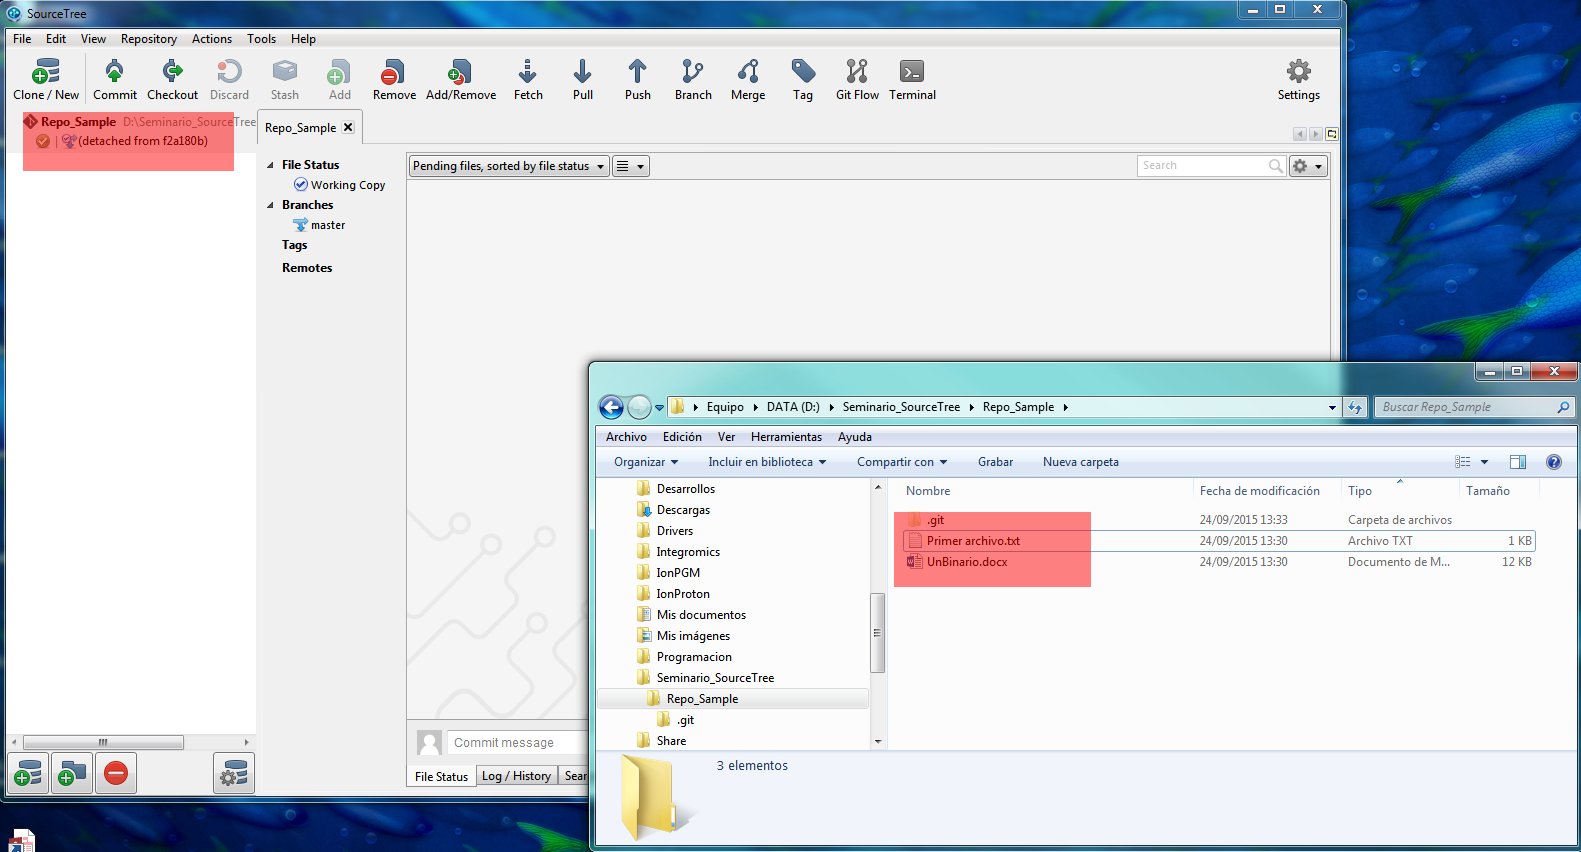 SourceTree
File Edit View Repository Actions Tools Help
Clone / New Commit Checkout Discard Stash Add Remove Add/Remove Fetch Pull Push Branch Merge Tag Git Flow Terminal Settings
Repo_Sample D:\Seminario_SourceTree
(detached from f2a180b)
Repo_Sample
File Status
Working Copy
Branches
master
Tags
Remotes
Pending files, sorted by file status
Search
Commit message
File Status Log / History Sear
Equipo DATA (D:) Seminario_SourceTree Repo_Sample
Buscar Repo_Sample
Archivo Edición Ver Herramientas Ayuda
Organizar Incluir en biblioteca Compartir con Grabar Nueva carpeta
Desarrollos
Descargas
Drivers
Integromics
IonPGM
IonProton
Mis documentos
Mis imágenes
Programacion
Seminario_SourceTree
Repo_Sample
.git
Share
Nombre Fecha de modificación Tipo Tamaño
.git 24/09/2015 13:33 Carpeta de archivos
Primer archivo.txt 24/09/2015 13:30 Archivo TXT 1 KB
UnBinario.docx 24/09/2015 13:30 Documento de M... 12 KB
3 elementos